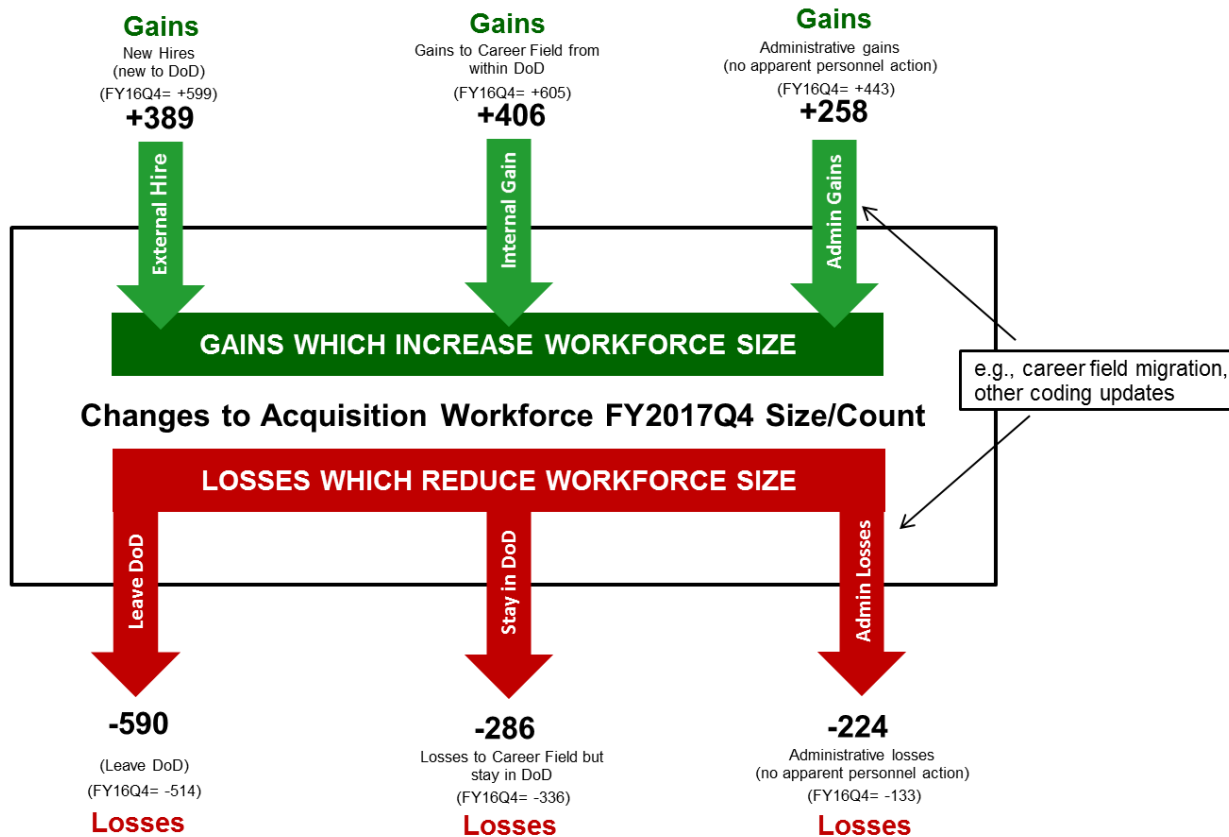 Gains
New Hires
(new to DoD)
(FY16Q4= +599)
+389
Gains
Gains to Career Field from
within DoD
(FY16Q4= +605)
+406
Gains
Administrative gains
(no apparent personnel action)
(FY16Q4= +443)
+258
External Hire
Internal Gain
Admin Gains
GAINS WHICH INCREASE WORKFORCE SIZE
e.g., career field migration,
other coding updates
Changes to Acquisition Workforce FY2017Q4 Size/Count
LOSSES WHICH REDUCE WORKFORCE SIZE
Leave DoD
Stay in DoD
Admin Losses
-590
(Leave DoD)
(FY16Q4= -514)
Losses
-286
Losses to Career Field but
stay in DoD
(FY16Q4= -336)
Losses
-224
Administrative losses
(no apparent personnel action)
(FY16Q4= -133)
Losses